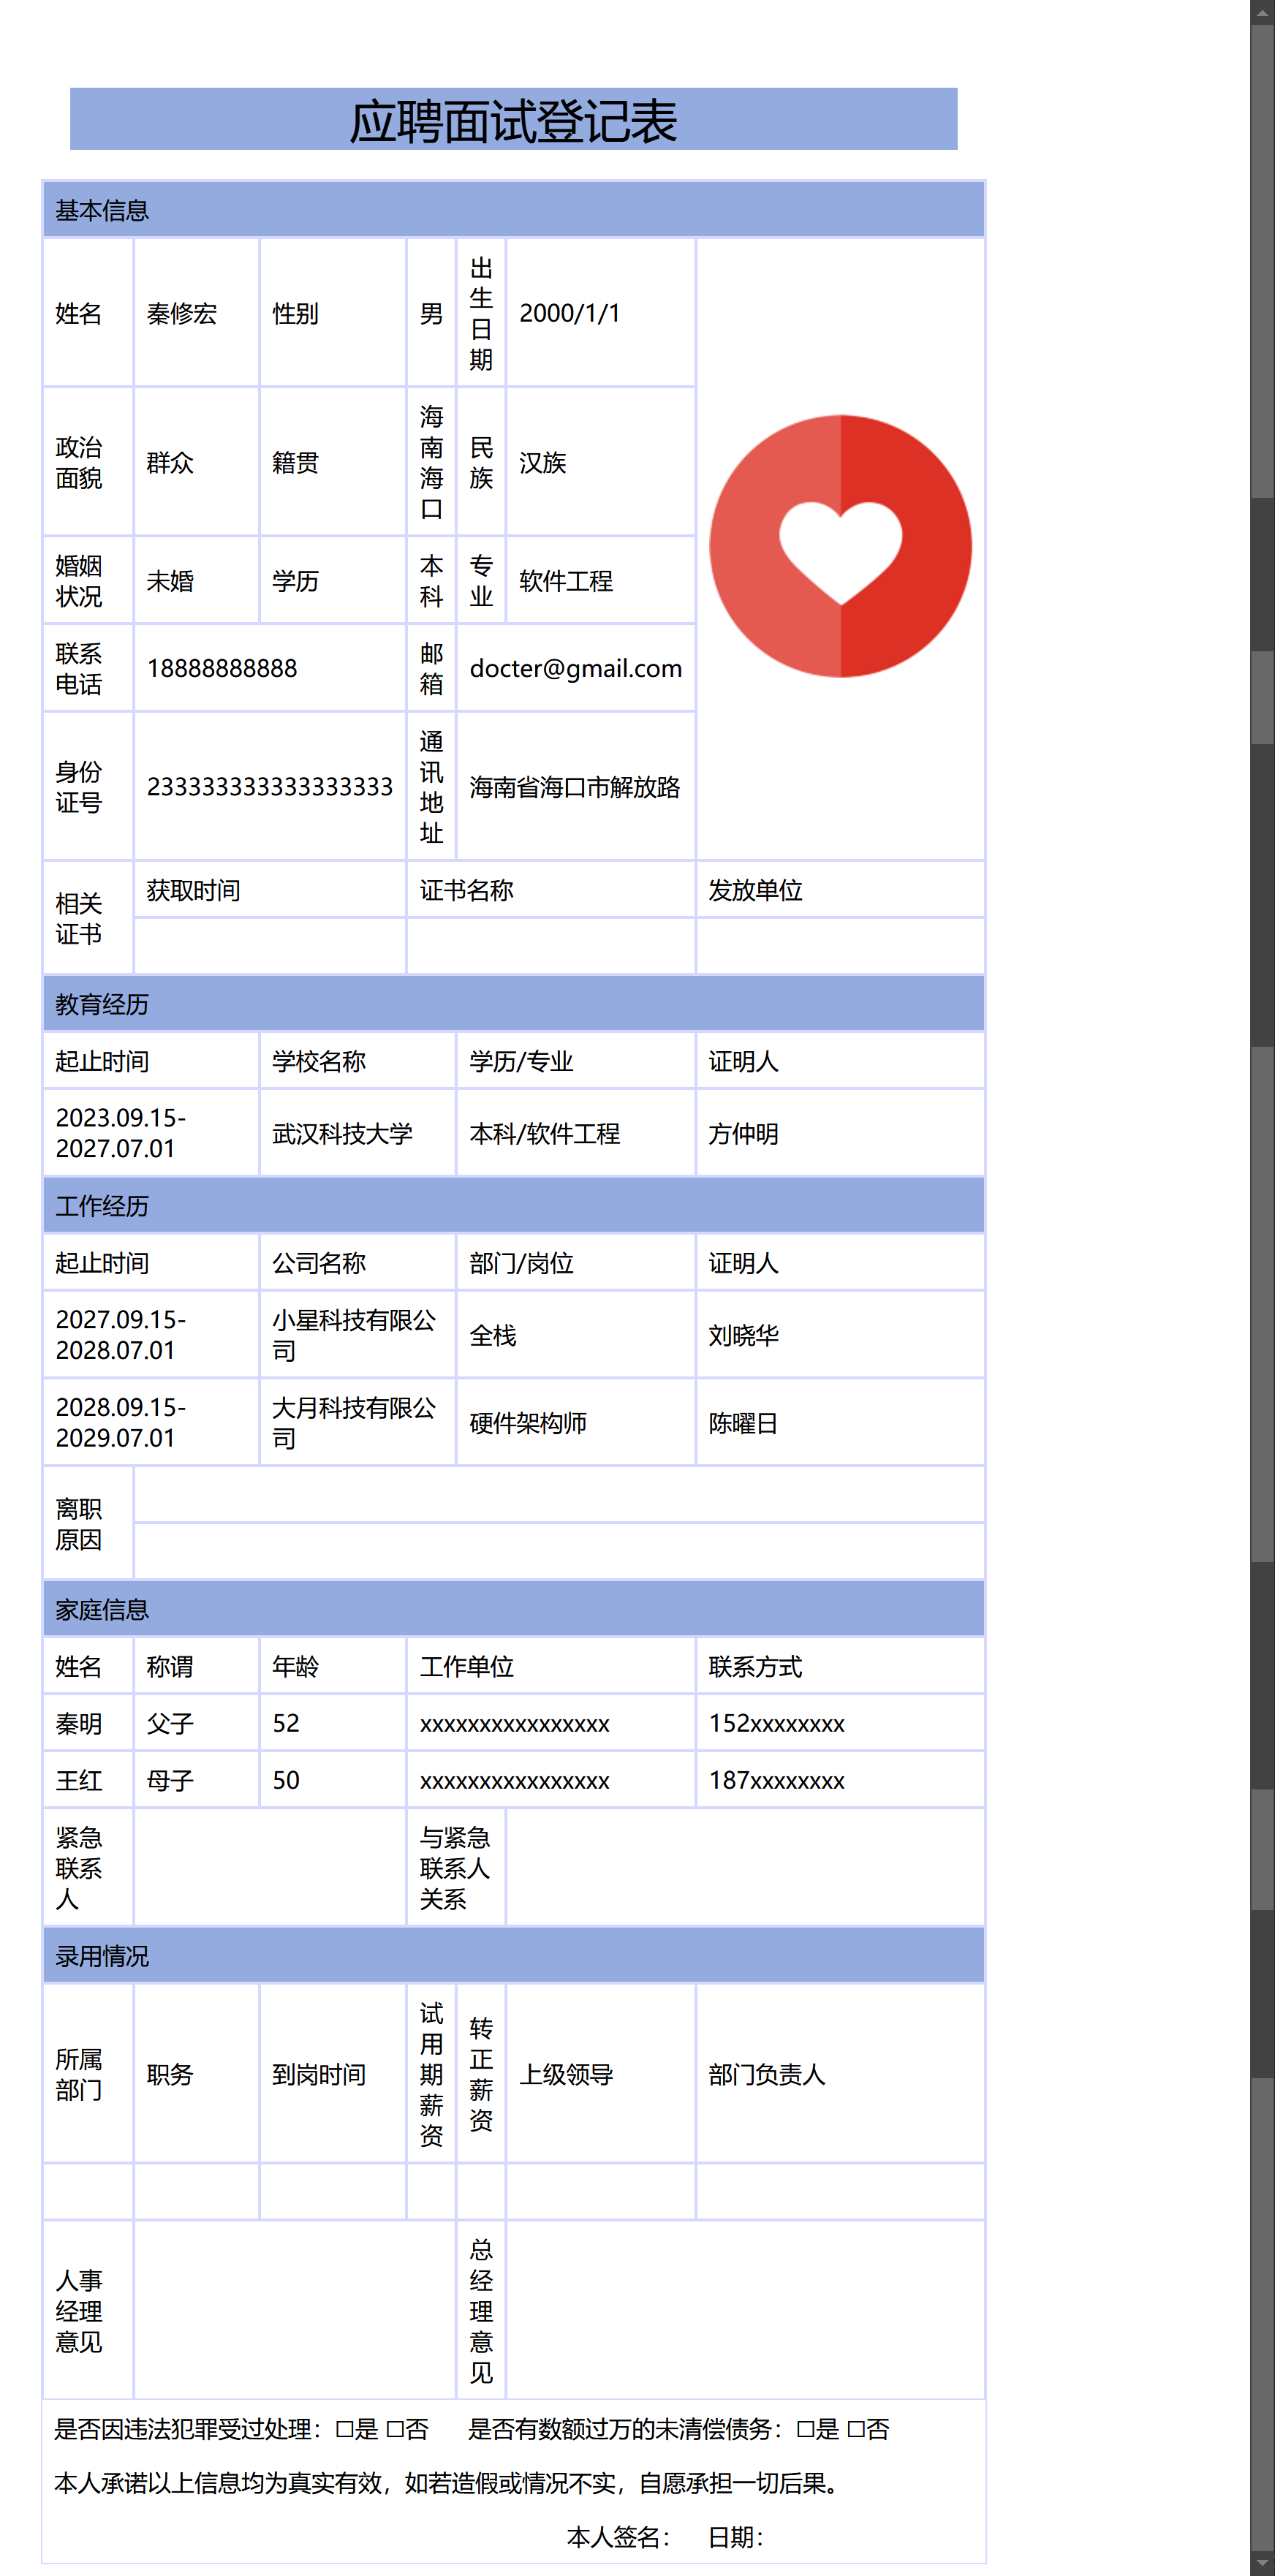 应聘面试登记表
基本信息
姓名 秦修宏 性别 男 出生日期 2000/1/1
政治面貌 群众 籍贯 海南海口 民族 汉族
婚姻状况 未婚 学历 本科 专业 软件工程
联系电话 18888888888 邮箱 docter@gmail.com
身份证号 233333333333333333 通讯地址 海南省海口市解放路
相关证书 获取时间 证书名称 发放单位
教育经历
起止时间 学校名称 学历/专业 证明人
2023.09.15-2027.07.01 武汉科技大学 本科/软件工程 方仲明
工作经历
起止时间 公司名称 部门/岗位 证明人
2027.09.15-2028.07.01 小星科技有限公司 全栈 刘晓华
2028.09.15-2029.07.01 大月科技有限公司 硬件架构师 陈曜日
离职原因
家庭信息
姓名 称谓 年龄 工作单位 联系方式
秦明 父子 52 xxxxxxxxxxxxxxxx 152xxxxxxxx
王红 母子 50 xxxxxxxxxxxxxxxx 187xxxxxxxx
紧急联系人 与紧急联系人关系
录用情况
所属部门 职务 到岗时间 试用期薪资 转正薪资 上级领导 部门负责人
人事经理意见 总经理意见
是否因违法犯罪受过处理：☐是 ☐否 是否有数额过万的未清偿债务：☐是 ☐否
本人承诺以上信息均为真实有效，如若造假或情况不实，自愿承担一切后果。
本人签名： 日期：